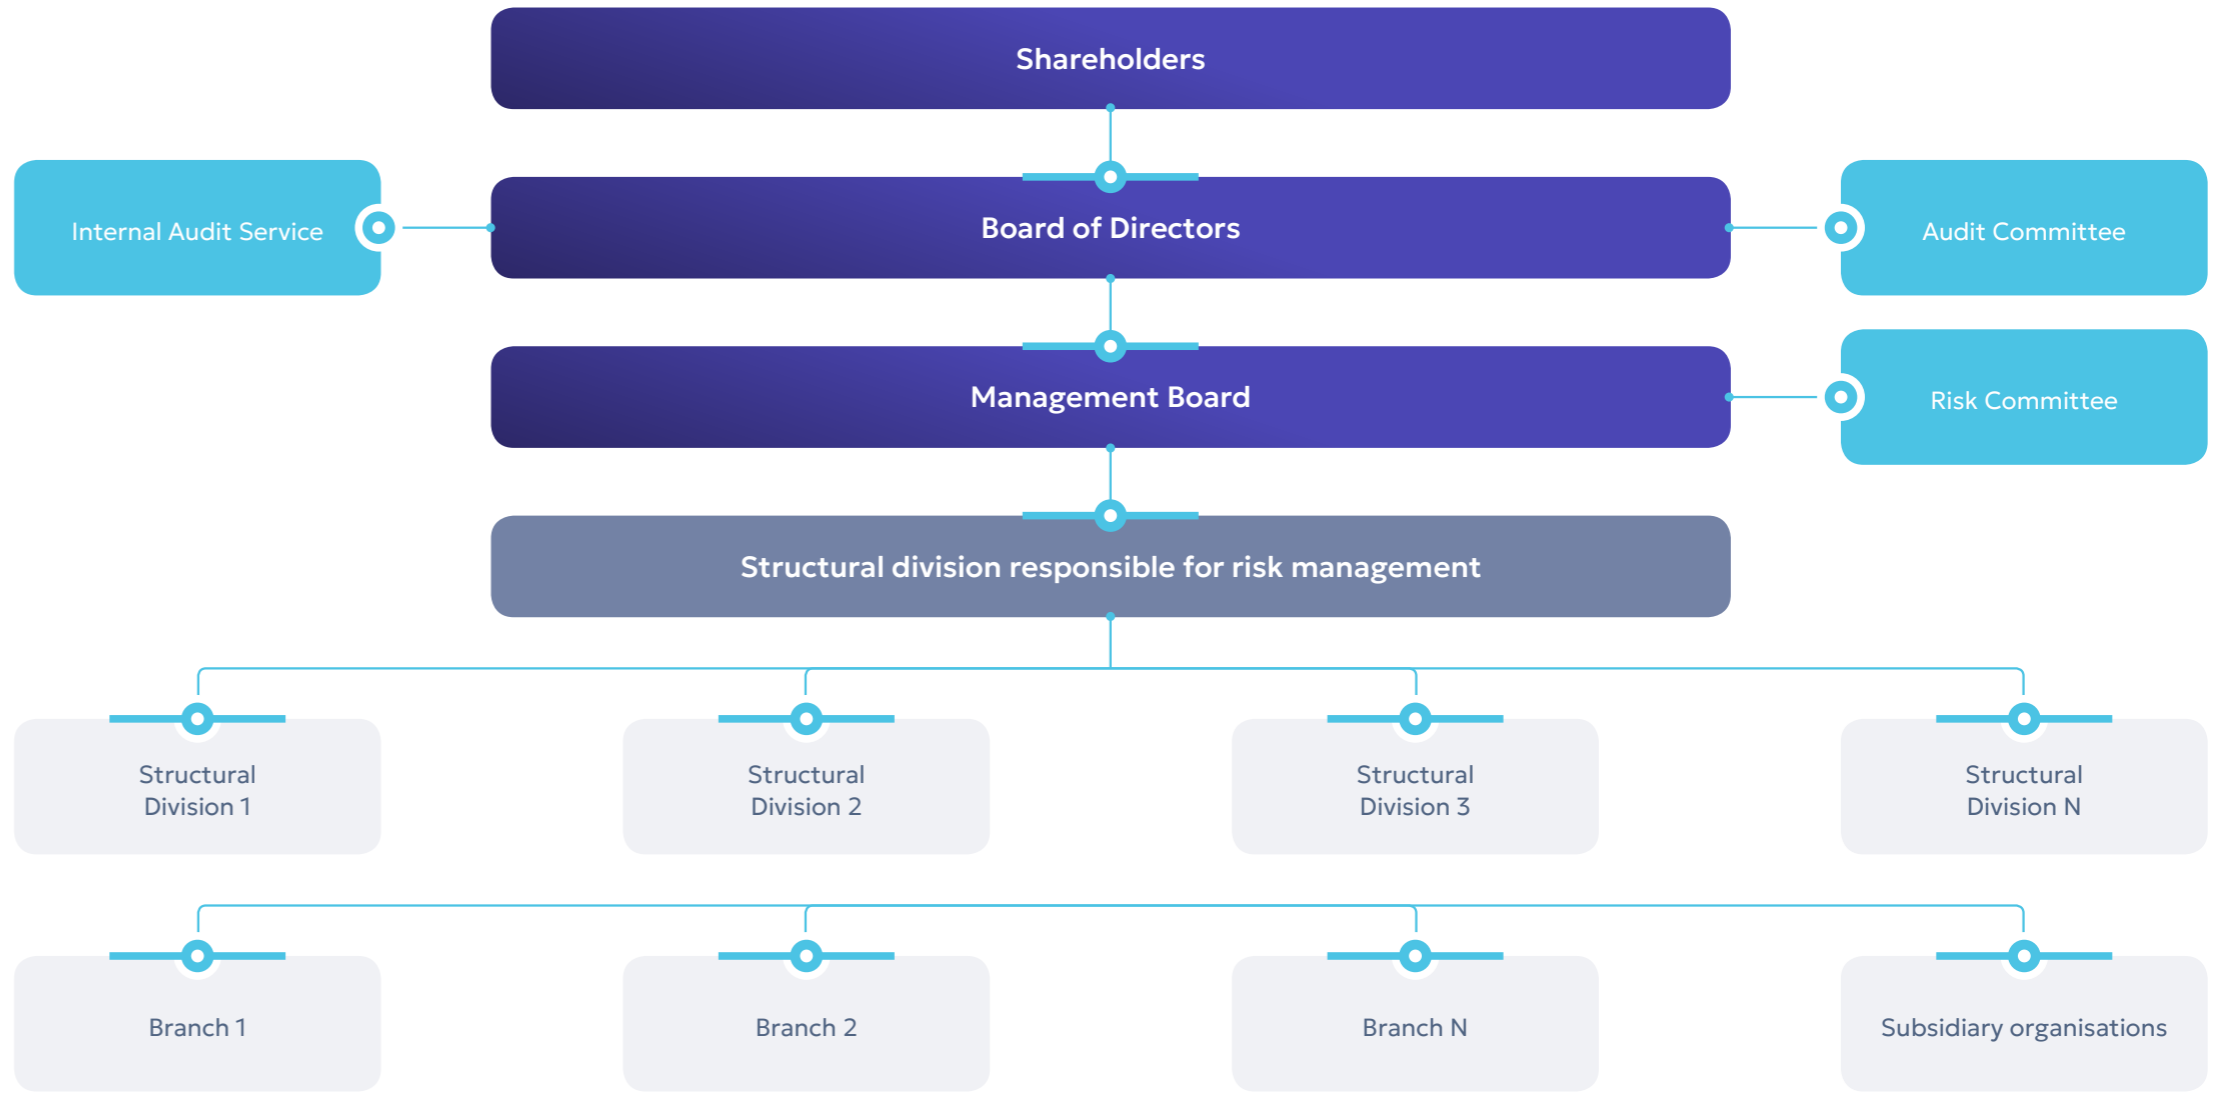 Shareholders
Internal Audit Service
Board of Directors
Audit Committee
Management Board
Risk Committee
Structural division responsible for risk management
Structural
Division 1
Structural
Division 2
Structural
Division 3
Structural
Division N
Branch 1
Branch 2
Branch N
Subsidiary organisations